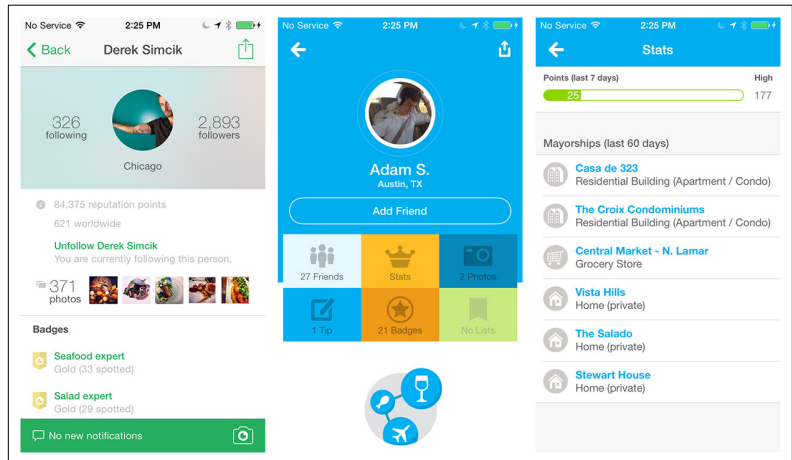 No Service 2:25 PM
Back Derek Simcik
326
following
2,893
followers
Chicago
84,375 reputation points
621 worldwide
Unfollow Derek Simcik
You are currently following this person.
371
photos
Badges
Seafood expert
Gold (33 spotted)
Salad expert
Gold (29 spotted)
No new notifications
No Service 2:25 PM
Adam S.
Austin, TX
Add Friend
27 Friends Stats 2 Photos
1 Tip 21 Badges No Lists
No Service 2:25 PM
Stats
Points (last 7 days) High
25 177
Mayorships (last 60 days)
Casa de 323
Residential Building (Apartment / Condo)
The Croix Condominiums
Residential Building (Apartment / Condo)
Central Market - N. Lamar
Grocery Store
Vista Hills
Home (private)
The Salado
Home (private)
Stewart House
Home (private)